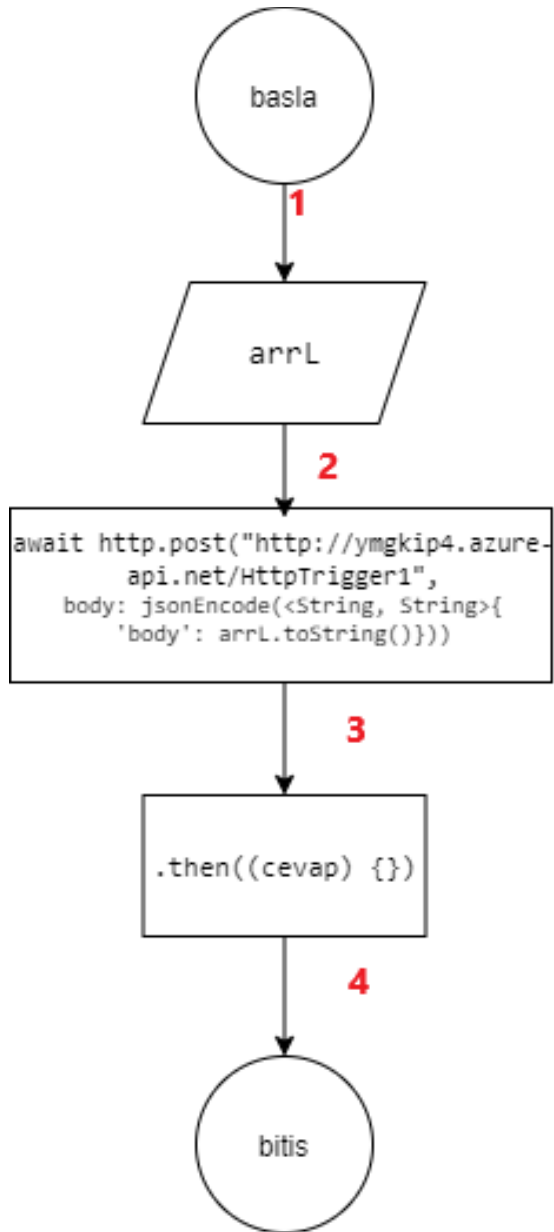 basla
1
arrL
2
await http.post("http://ymgkip4.azure-
api.net/HttpTrigger1",
body: jsonEncode(<String, String>{
'body': arrL.toString()}))
3
.then((cevap) {})
4
bitis